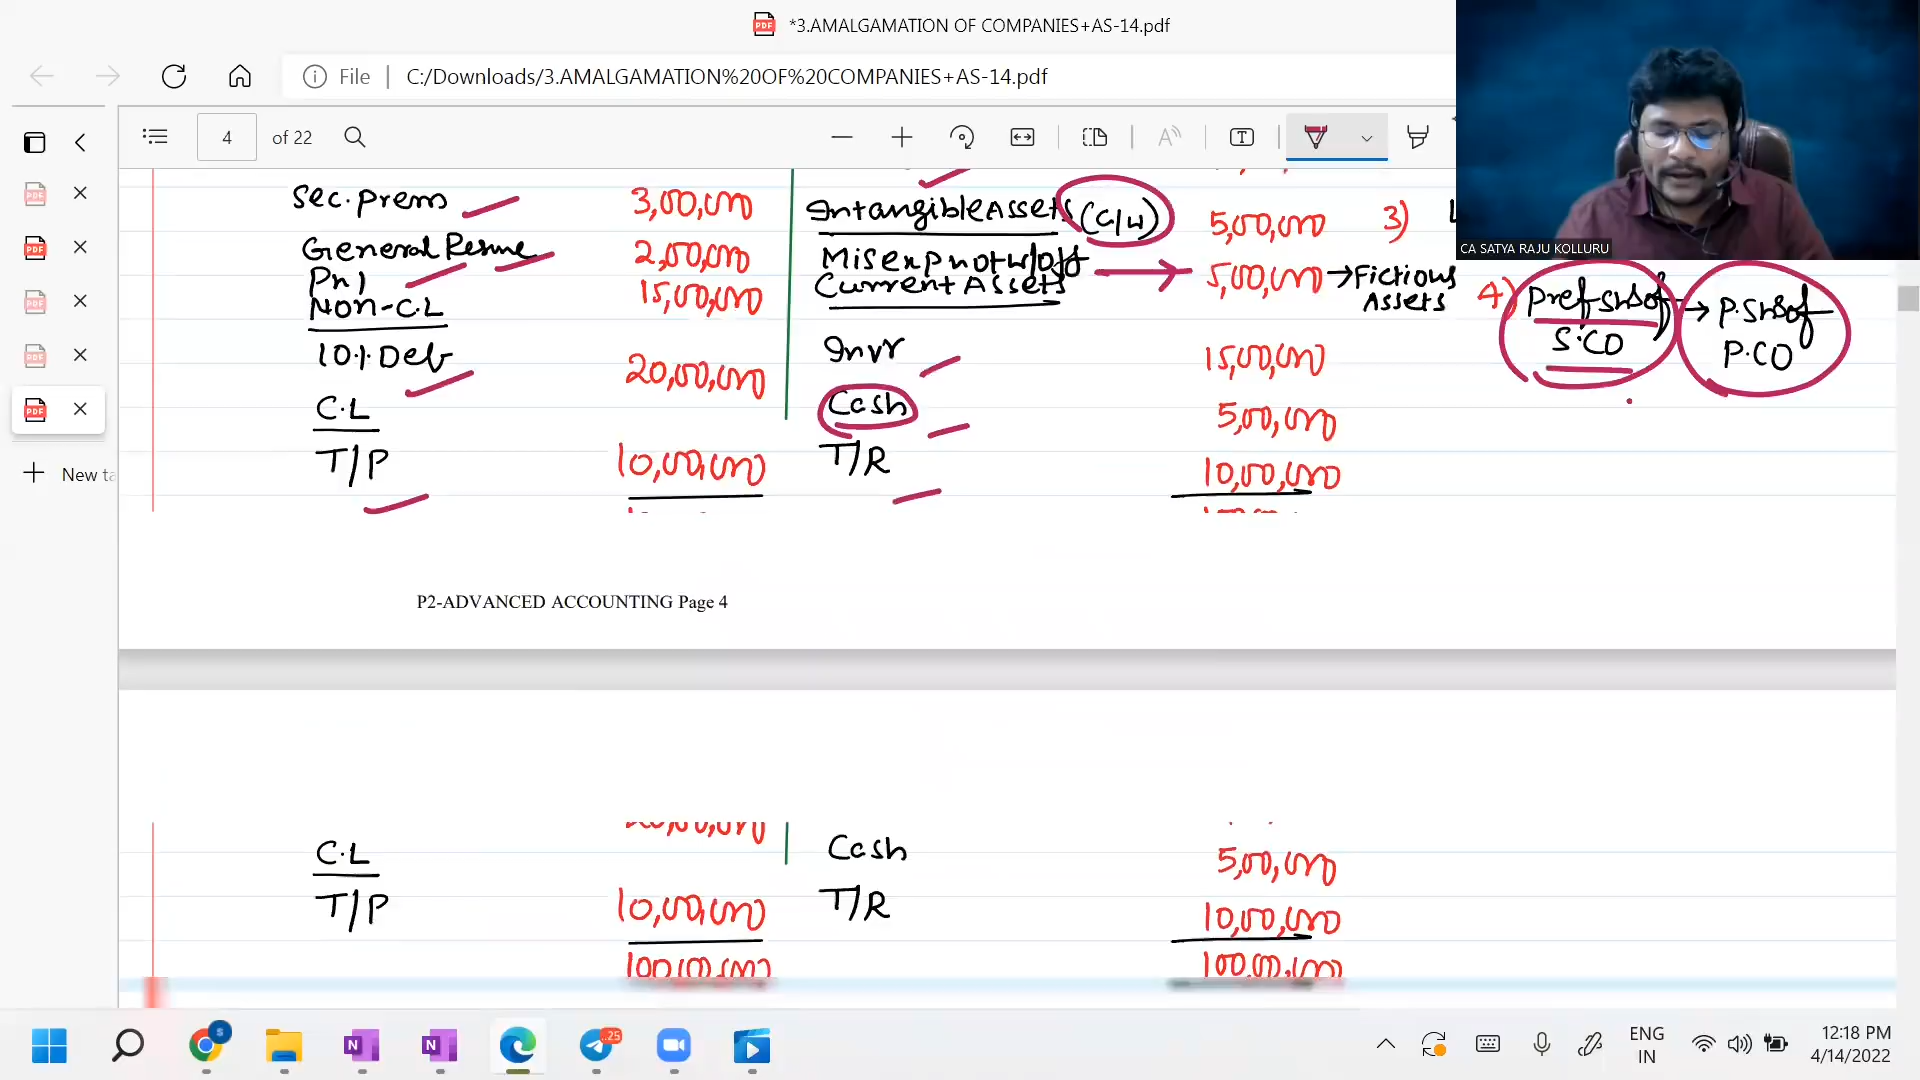 *3.AMALGAMATION OF COMPANIES+AS-14.pdf
File C:/Downloads/3.AMALGAMATION%20OF%20COMPANIES+AS-14.pdf
4 of 22
CA SATYA RAJU KOLLURU
Sec.prem 3,00,000 Intangible Assets (G/w) 5,00,000 3)
General Reserve 2,00,000 Mis exp not w/off 5,00,000 → Fictious Assets
Pnl 15,00,000 Current Assets
4) Pref sh's of S.CO → P.Sh's of P.CO
Non-C.L
10% Deb 20,00,000 Invr 15,00,000
C.L Cash 5,00,000
T/P 10,00,000 T/R 10,00,000
New ta
P2-ADVANCED ACCOUNTING Page 4
C.L Cash 5,00,000
T/P 10,00,000 T/R 10,00,000
100,00,000 100,00,000
25
ENG
IN
12:18 PM
4/14/2022